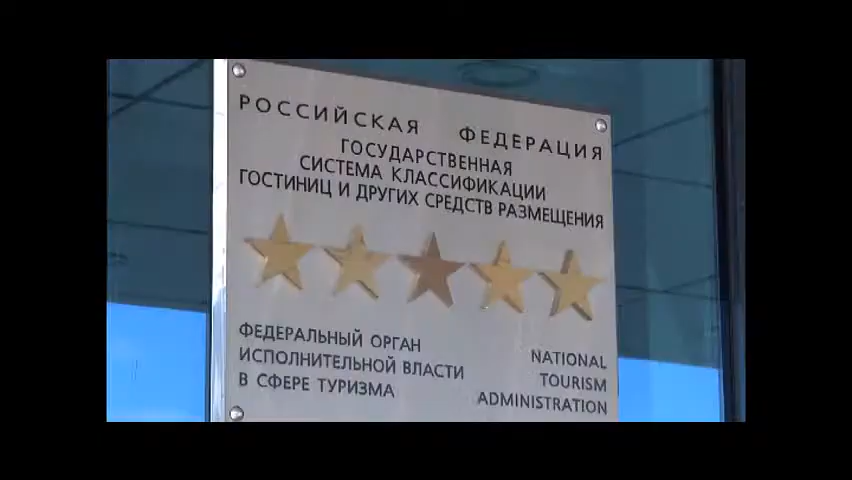 РОССИЙСКАЯ ФЕДЕРАЦИЯ
ГОСУДАРСТВЕННАЯ
СИСТЕМА КЛАССИФИКАЦИИ
ГОСТИНИЦ И ДРУГИХ СРЕДСТВ РАЗМЕЩЕНИЯ
ФЕДЕРАЛЬНЫЙ ОРГАН
ИСПОЛНИТЕЛЬНОЙ ВЛАСТИ
В СФЕРЕ ТУРИЗМА
NATIONAL
TOURISM
ADMINISTRATION